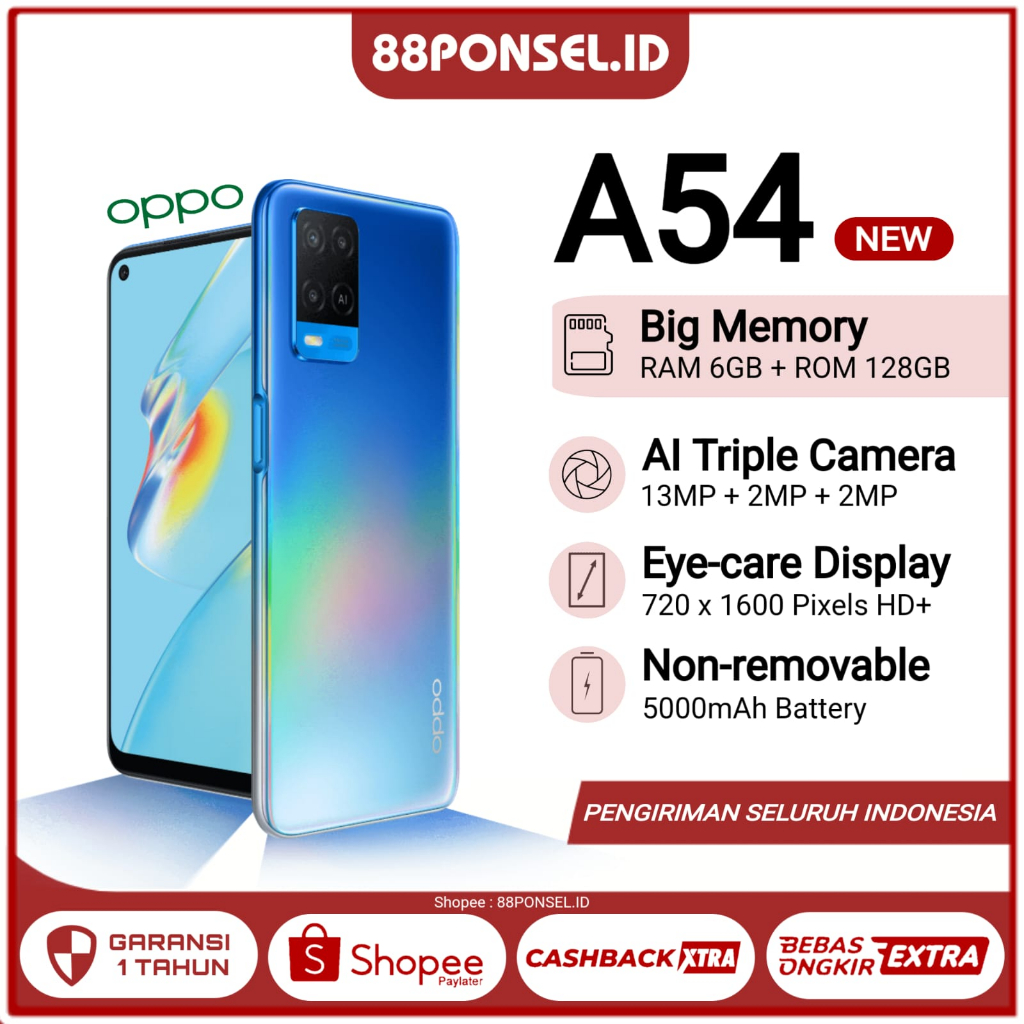 88PONSEL.ID
oppo
A54
NEW
AI
oppo
Big Memory
RAM 6GB + ROM 128GB
AI Triple Camera
13MP + 2MP + 2MP
Eye-care Display
720 x 1600 Pixels HD+
Non-removable
5000mAh Battery
PENGIRIMAN SELURUH INDONESIA
Shopee : 88PONSEL.ID
GARANSI
1 TAHUN
S Shopee
Paylater
CASHBACK XTRA
BEBAS
ONGKIR EXTRA